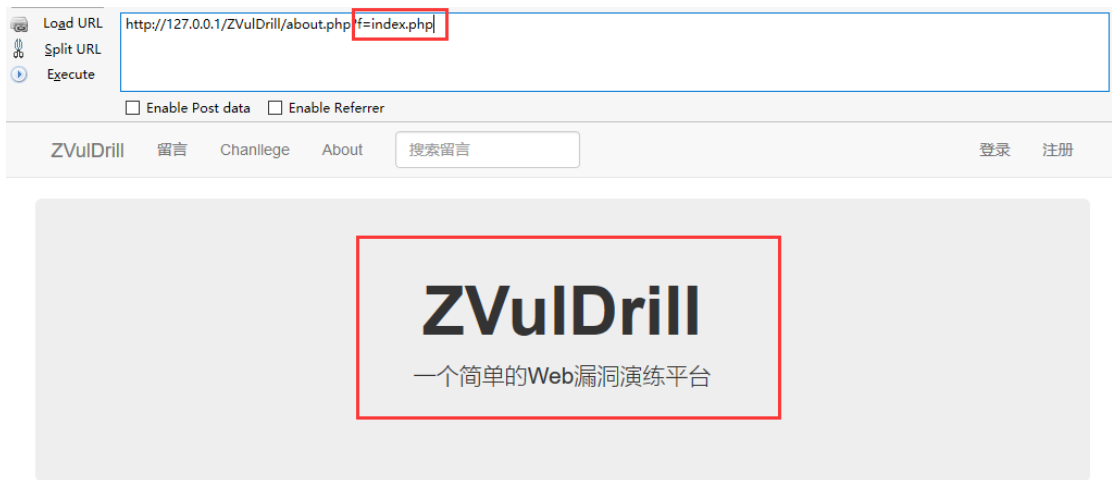 Load URL
http://127.0.0.1/ZVulDrill/about.php?f=index.php
Split URL
Execute
Enable Post data Enable Referrer
ZVulDrill 留言 Chanllege About 搜索留言 登录 注册
ZVulDrill
一个简单的Web漏洞演练平台